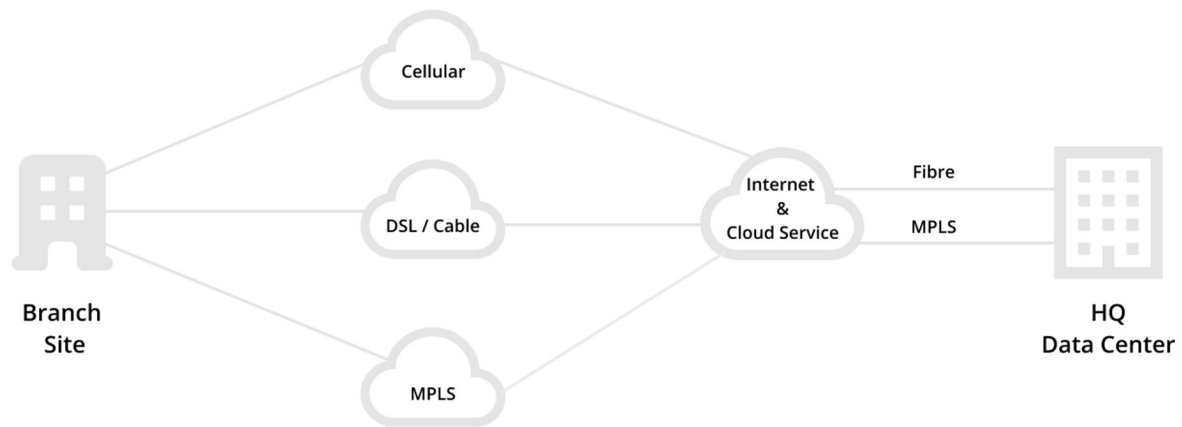 Cellular
DSL / Cable
MPLS
Internet
&
Cloud Service
Fibre
MPLS
Branch
Site
HQ
Data Center